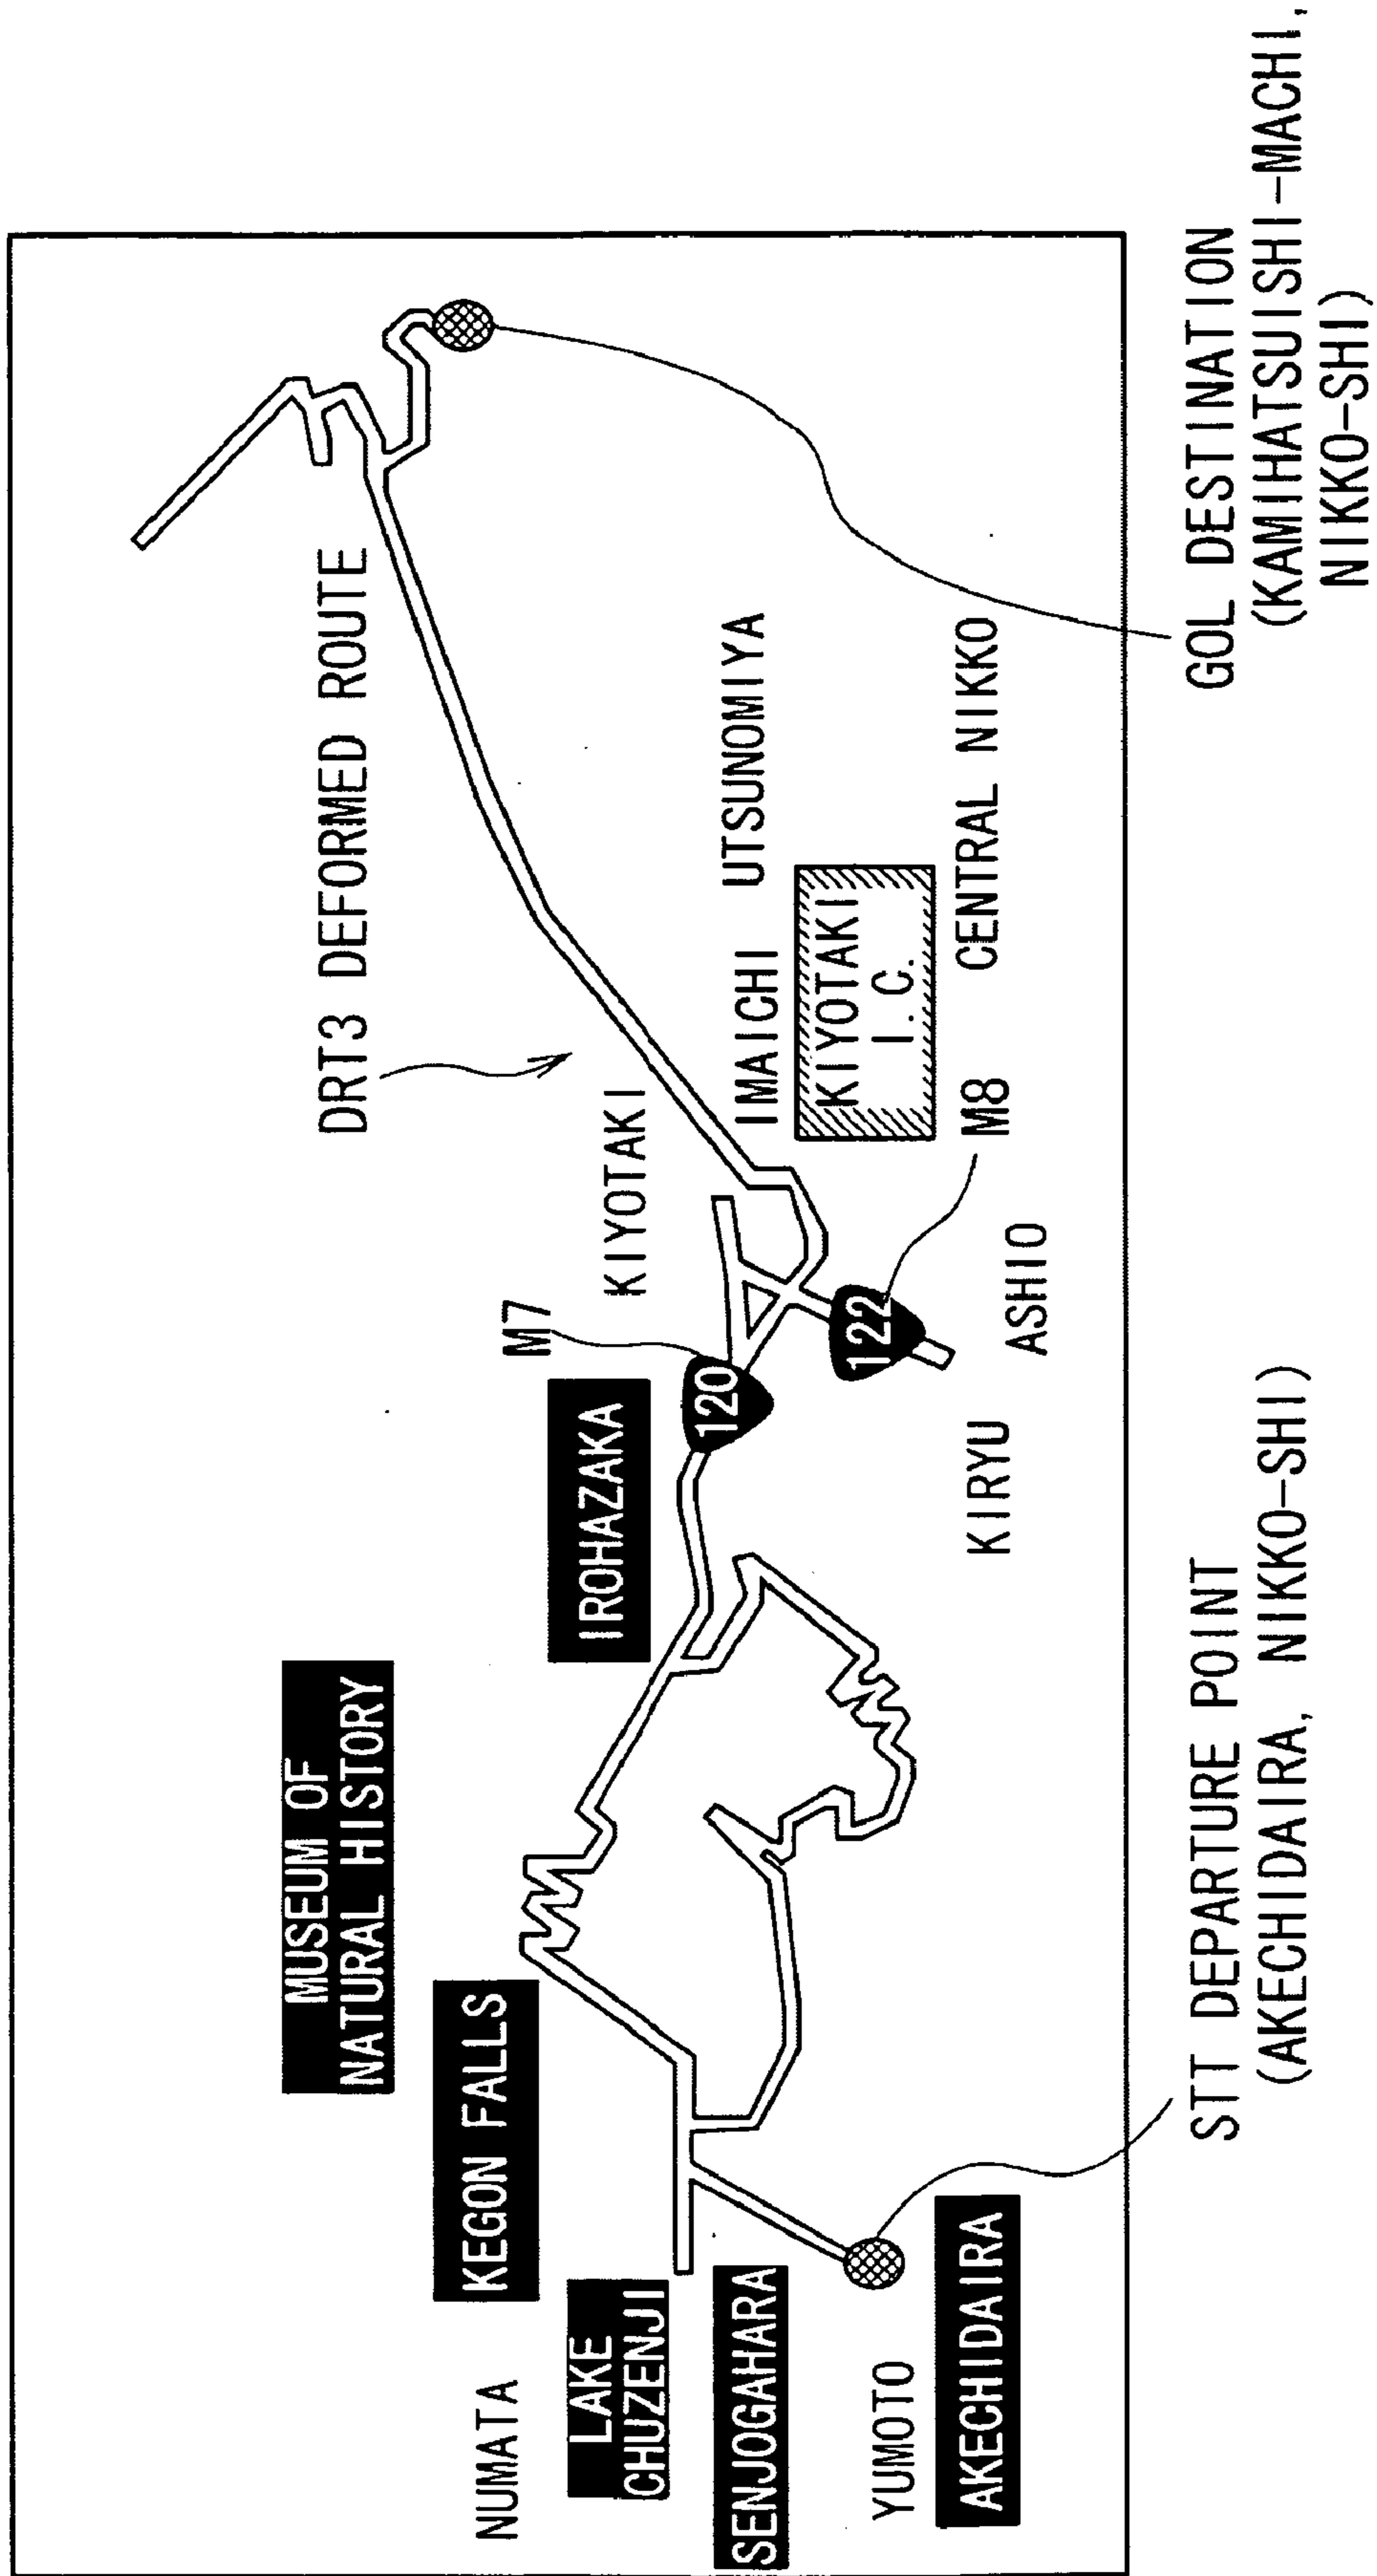 MUSEUM OF
NATURAL HISTORY
DRT3 DEFORMED ROUTE
NUMATA
KEGON FALLS
LAKE
CHUZENJI
IROHAZAKA
M7
KIYOTAKI
SENJOGAHARA
120
IMAICHI
UTSUNOMIYA
YUMOTO
122
KIYOTAKI
I.C.
AKECHIDAIRA
KIRYU
ASHIO
M8
CENTRAL NIKKO
STT DEPARTURE POINT
(AKECHIDAIRA, NIKKO-SHI)
GOL DESTINATION
(KAMIHATSUISHI-MACHI,
NIKKO-SHI)